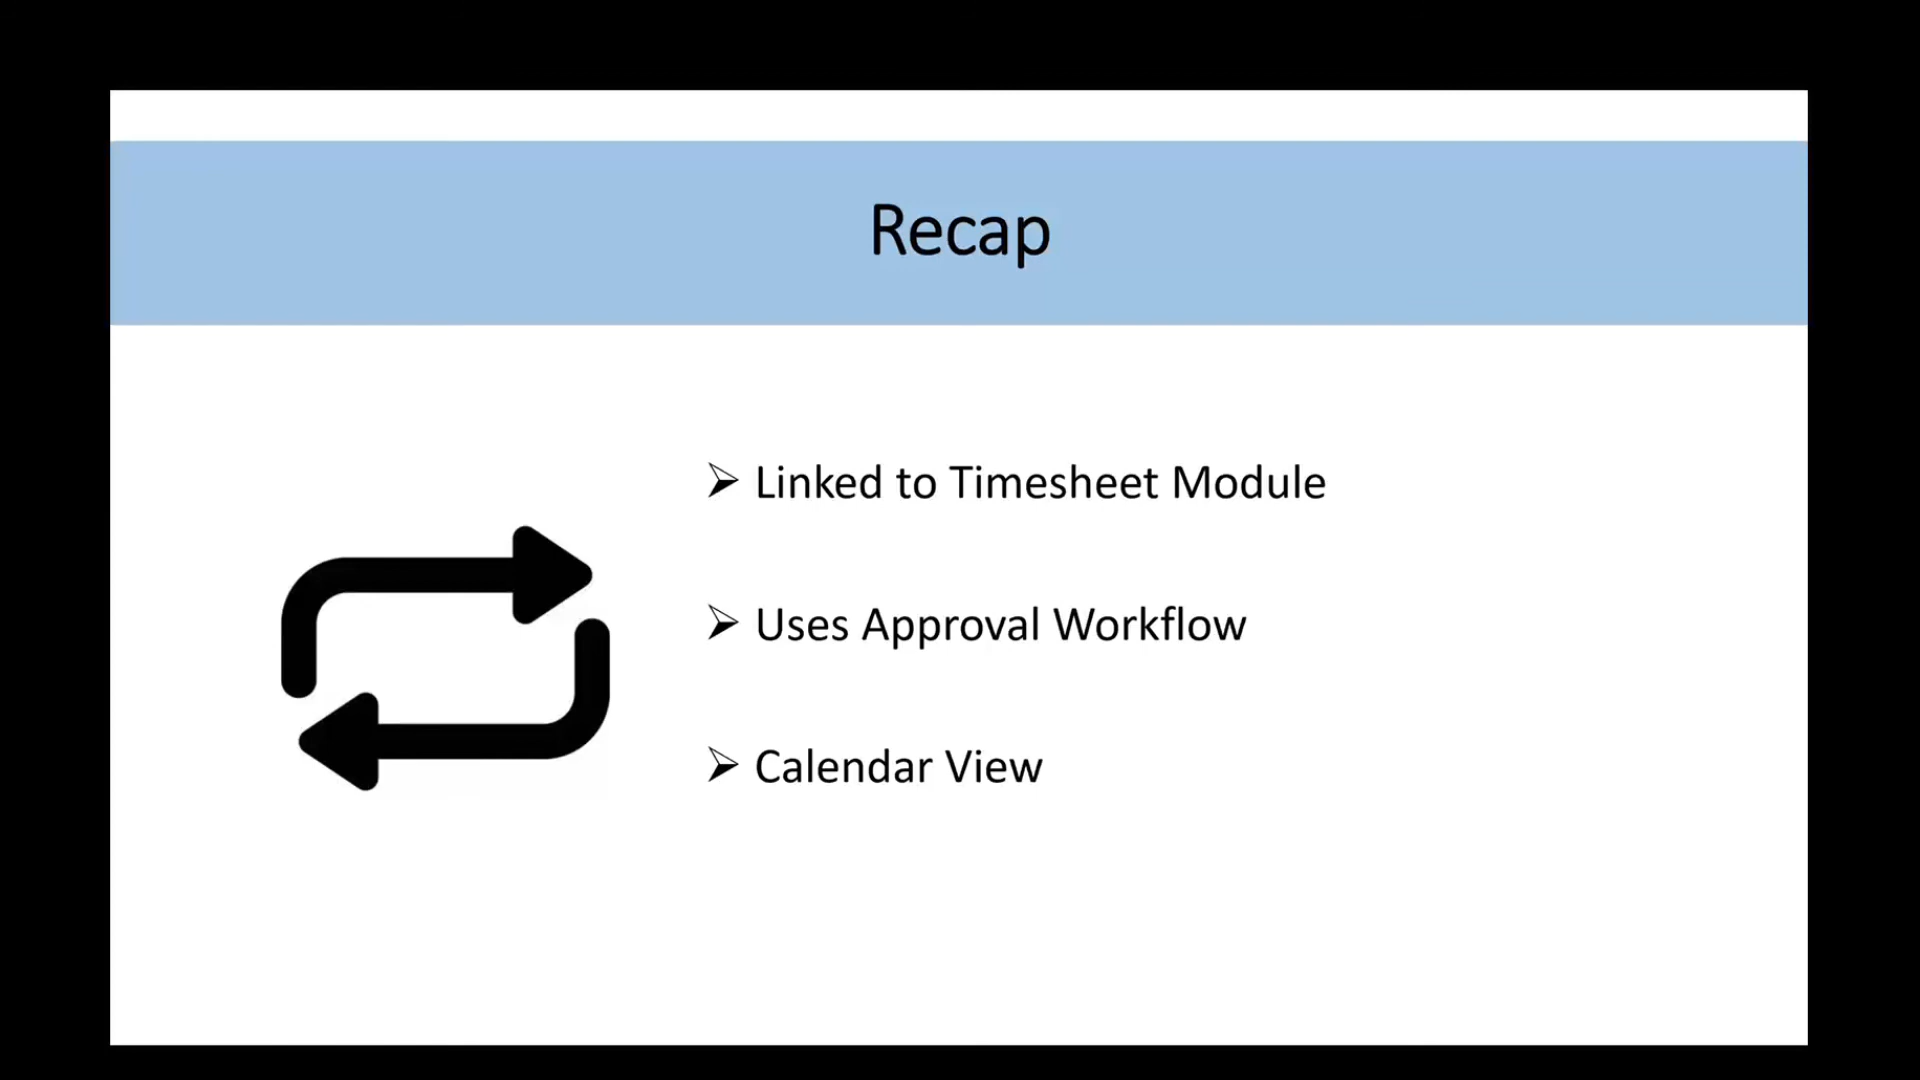 Recap
Linked to Timesheet Module
Uses Approval Workflow
Calendar View